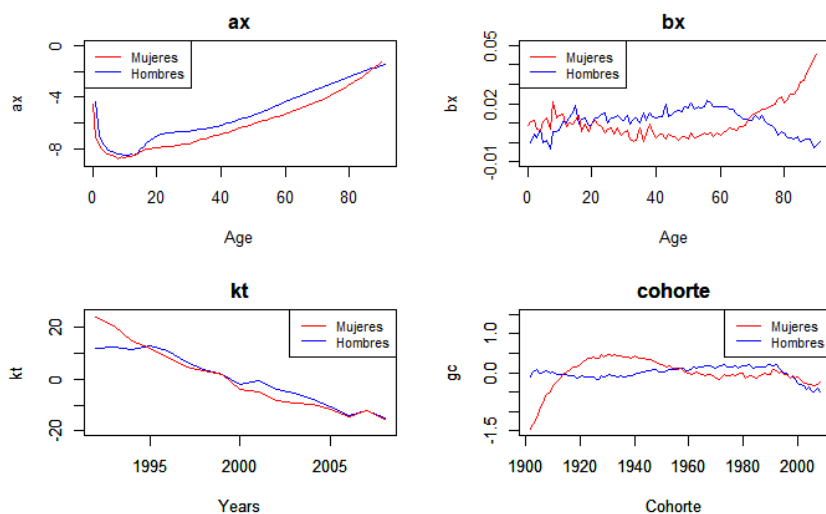 ax
ax
0
-4
-8
Mujeres
Hombres
0 20 40 60 80
Age
bx
bx
0.05
0.02
-0.01
Mujeres
Hombres
0 20 40 60 80
Age
kt
kt
20
0
-20
Mujeres
Hombres
1995 2000 2005
Years
cohorte
gc
1.0
0.0
-1.5
Mujeres
Hombres
1900 1920 1940 1960 1980 2000
Cohorte